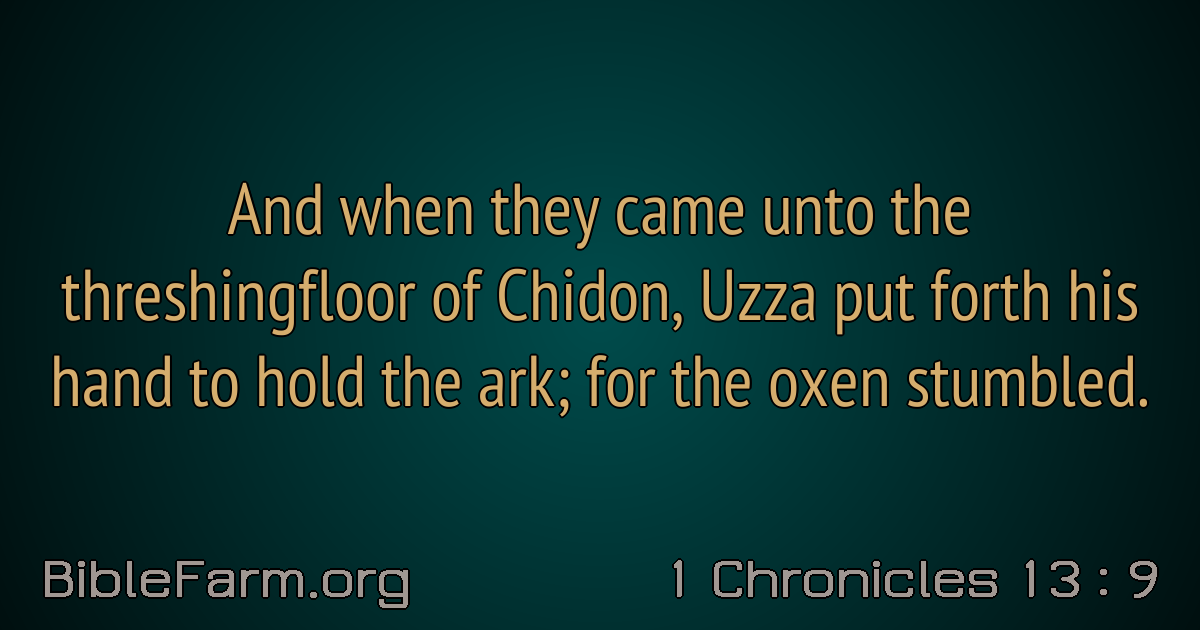 And when they came unto the
threshingfloor of Chidon, Uzza put forth his
hand to hold the ark; for the oxen stumbled.
BibleFarm.org
1 Chronicles 13 : 9